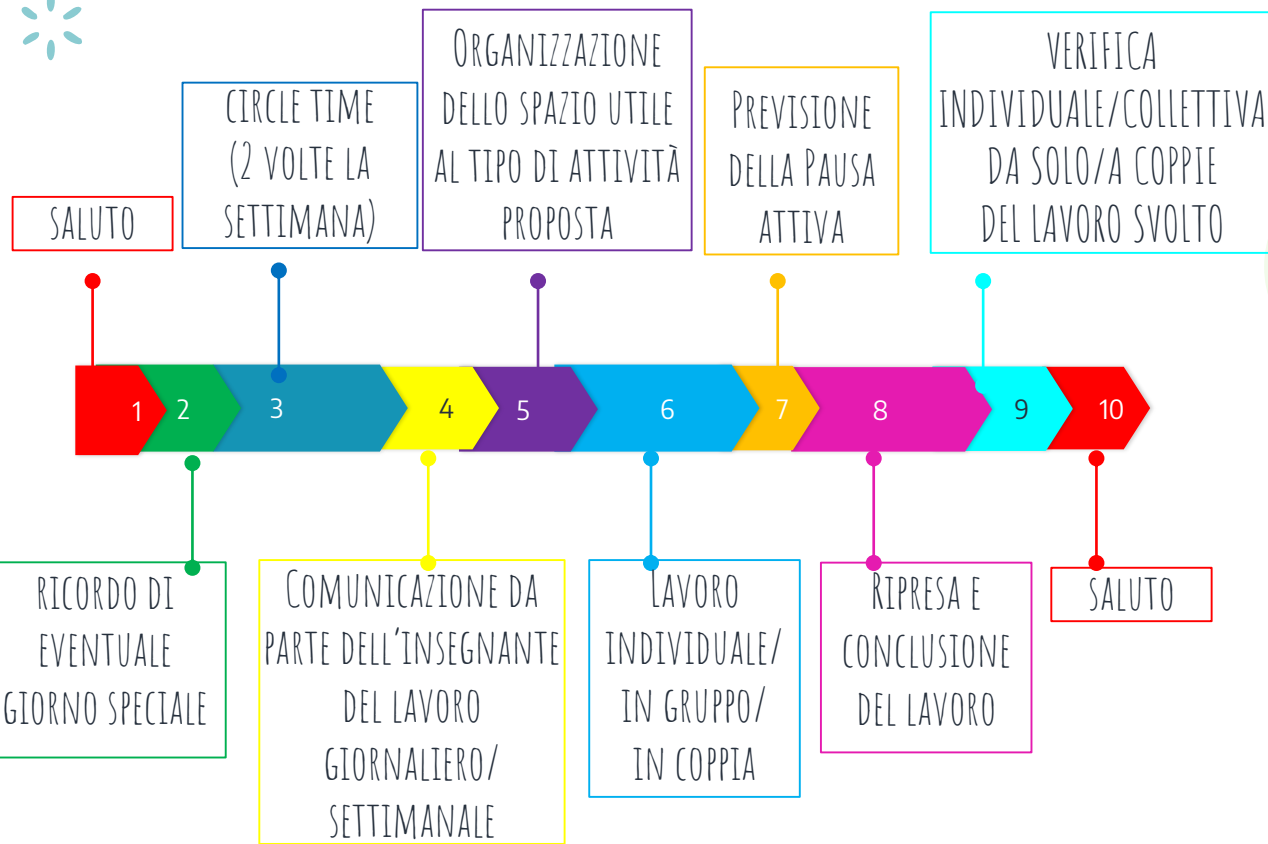 SALUTO
CIRCLE TIME
(2 VOLTE LA
SETTIMANA)
ORGANIZZAZIONE
DELLO SPAZIO UTILE
AL TIPO DI ATTIVITÀ
PROPOSTA
PREVISIONE
DELLA PAUSA
ATTIVA
VERIFICA
INDIVIDUALE/COLLETTIVA
DA SOLO/A COPPIE
DEL LAVORO SVOLTO
1
2
3
4
5
6
7
8
9
10
RICORDO DI
EVENTUALE
GIORNO SPECIALE
COMUNICAZIONE DA
PARTE DELL'INSEGNANTE
DEL LAVORO
GIORNALIERO/
SETTIMANALE
LAVORO
INDIVIDUALE/
IN GRUPPO/
IN COPPIA
RIPRESA E
CONCLUSIONE
DEL LAVORO
SALUTO